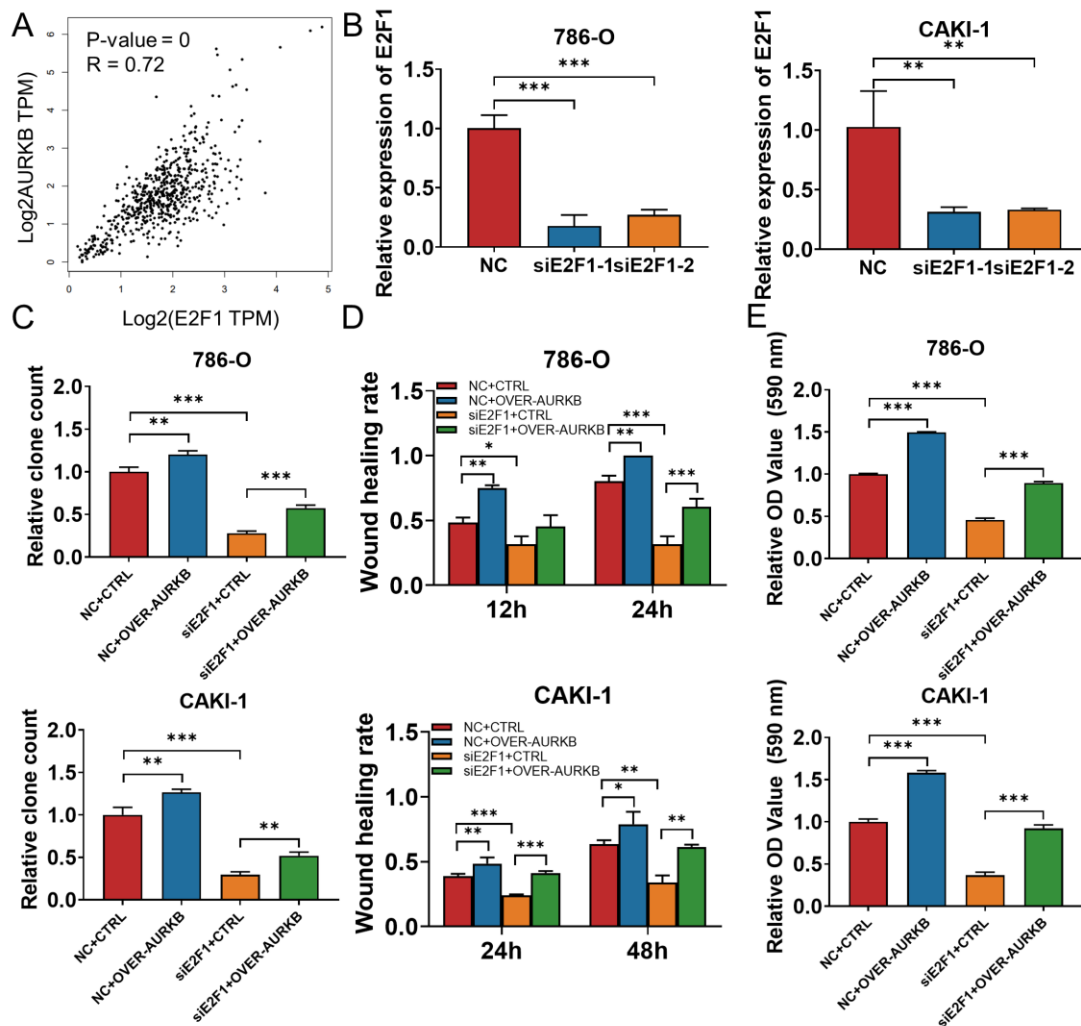 A
P-value = 0
R = 0.72
Log2AURKB TPM)
6
5
4
3
2
1
0
0 1 2 3 4 5
Log2(E2F1 TPM)
B
786-O
Relative expression of E2F1
1.5
1.0
0.5
0.0
***
***
NC siE2F1-1 siE2F1-2
CAKI-1
Relative expression of E2F1
1.5
1.0
0.5
0.0
**
**
NC siE2F1-1 siE2F1-2
C
786-O
Relative clone count
2.0
1.5
1.0
0.5
0.0
***
**
***
NC+CTRL
NC+OVER-AURKB
siE2F1+CTRL
siE2F1+OVER-AURKB
CAKI-1
Relative clone count
2.0
1.5
1.0
0.5
0.0
***
**
**
NC+CTRL
NC+OVER-AURKB
siE2F1+CTRL
siE2F1+OVER-AURKB
D
786-O
Wound healing rate
1.5
1.0
0.5
0.0
NC+CTRL
NC+OVER-AURKB
siE2F1+CTRL
siE2F1+OVER-AURKB
*
**
***
**
***
12h 24h
CAKI-1
Wound healing rate
1.5
1.0
0.5
0.0
NC+CTRL
NC+OVER-AURKB
siE2F1+CTRL
siE2F1+OVER-AURKB
***
**
***
**
*
**
24h 48h
E
786-O
Relative OD Value (590 nm)
2.0
1.5
1.0
0.5
0.0
***
***
***
NC+CTRL
NC+OVER-AURKB
siE2F1+CTRL
siE2F1+OVER-AURKB
CAKI-1
Relative OD Value (590 nm)
2.0
1.5
1.0
0.5
0.0
***
***
***
NC+CTRL
NC+OVER-AURKB
siE2F1+CTRL
siE2F1+OVER-AURKB